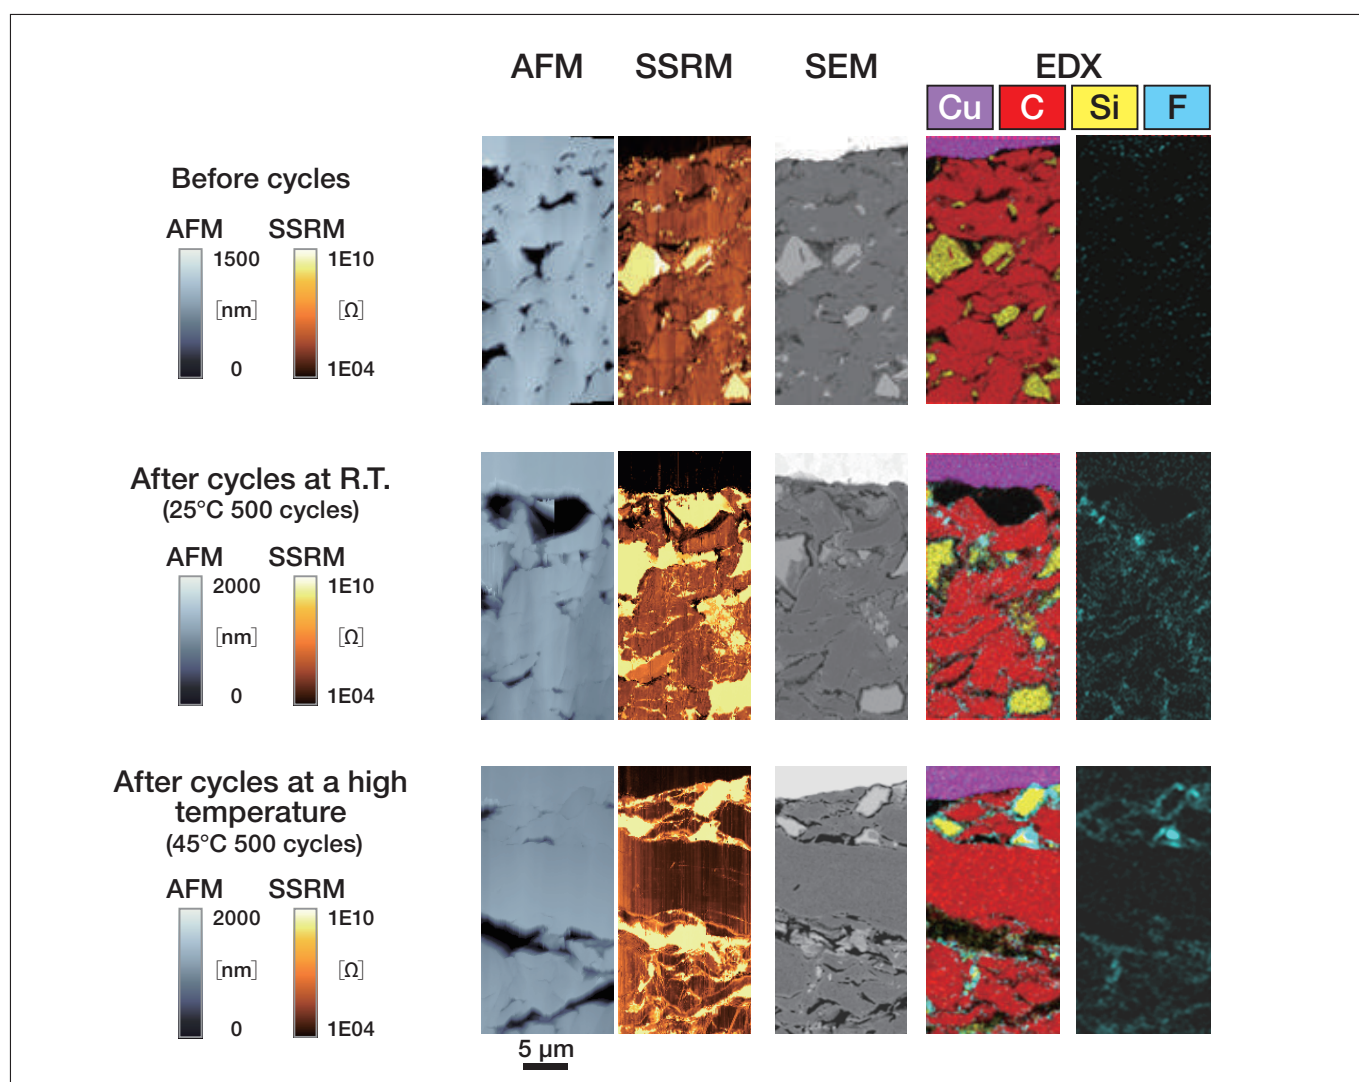 AFM SSRM SEM EDX
Cu C Si F
Before cycles
AFM SSRM
1500 1E10
[nm] [Ω]
0 1E04
After cycles at R.T.
(25°C 500 cycles)
AFM SSRM
2000 1E10
[nm] [Ω]
0 1E04
After cycles at a high
temperature
(45°C 500 cycles)
AFM SSRM
2000 1E10
[nm] [Ω]
0 1E04
5 µm